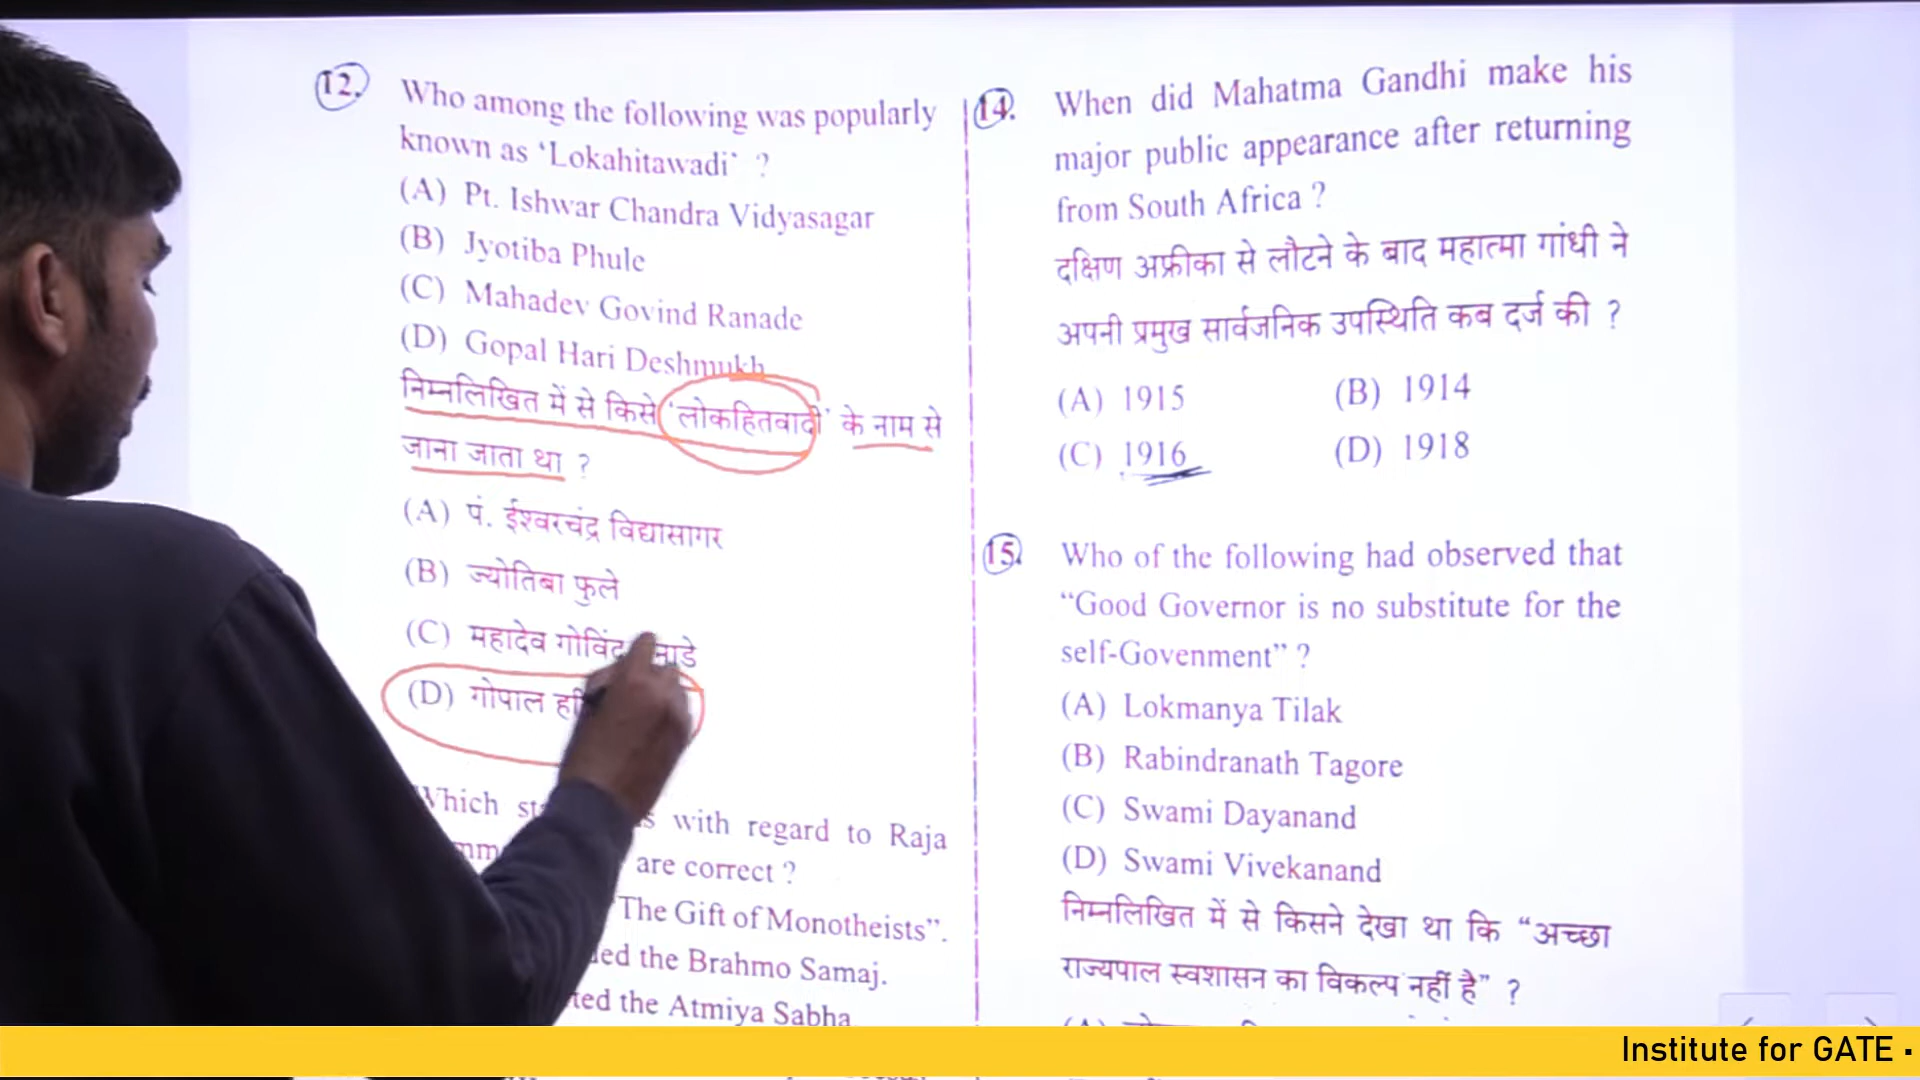 12.
Who among the following was popularly
known as ‘Lokahitawadi’ ?
(A) Pt. Ishwar Chandra Vidyasagar
(B) Jyotiba Phule
(C) Mahadev Govind Ranade
(D) Gopal Hari Deshmukh
निम्नलिखित में से किसे ‘लोकहितवादी’ के नाम से
जाना जाता था ?
(A) पं. ईश्वरचंद्र विद्यासागर
(B) ज्योतिबा फुले
(C) महादेव गोविंद
(D) गोपाल
Which with regard to Raja
are correct ?
“The Gift of Monotheists”.
the Brahmo Samaj.
the Atmiya Sabha
14.
When did Mahatma Gandhi make his
major public appearance after returning
from South Africa ?
दक्षिण अफ्रीका से लौटने के बाद महात्मा गांधी ने
अपनी प्रमुख सार्वजनिक उपस्थिति कब दर्ज की ?
(A) 1915 (B) 1914
(C) 1916 (D) 1918
15.
Who of the following had observed that
“Good Governor is no substitute for the
self-Govenment” ?
(A) Lokmanya Tilak
(B) Rabindranath Tagore
(C) Swami Dayanand
(D) Swami Vivekanand
निम्नलिखित में से किसने देखा था कि “अच्छा
राज्यपाल स्वशासन का विकल्प नहीं है” ?
Institute for GATE